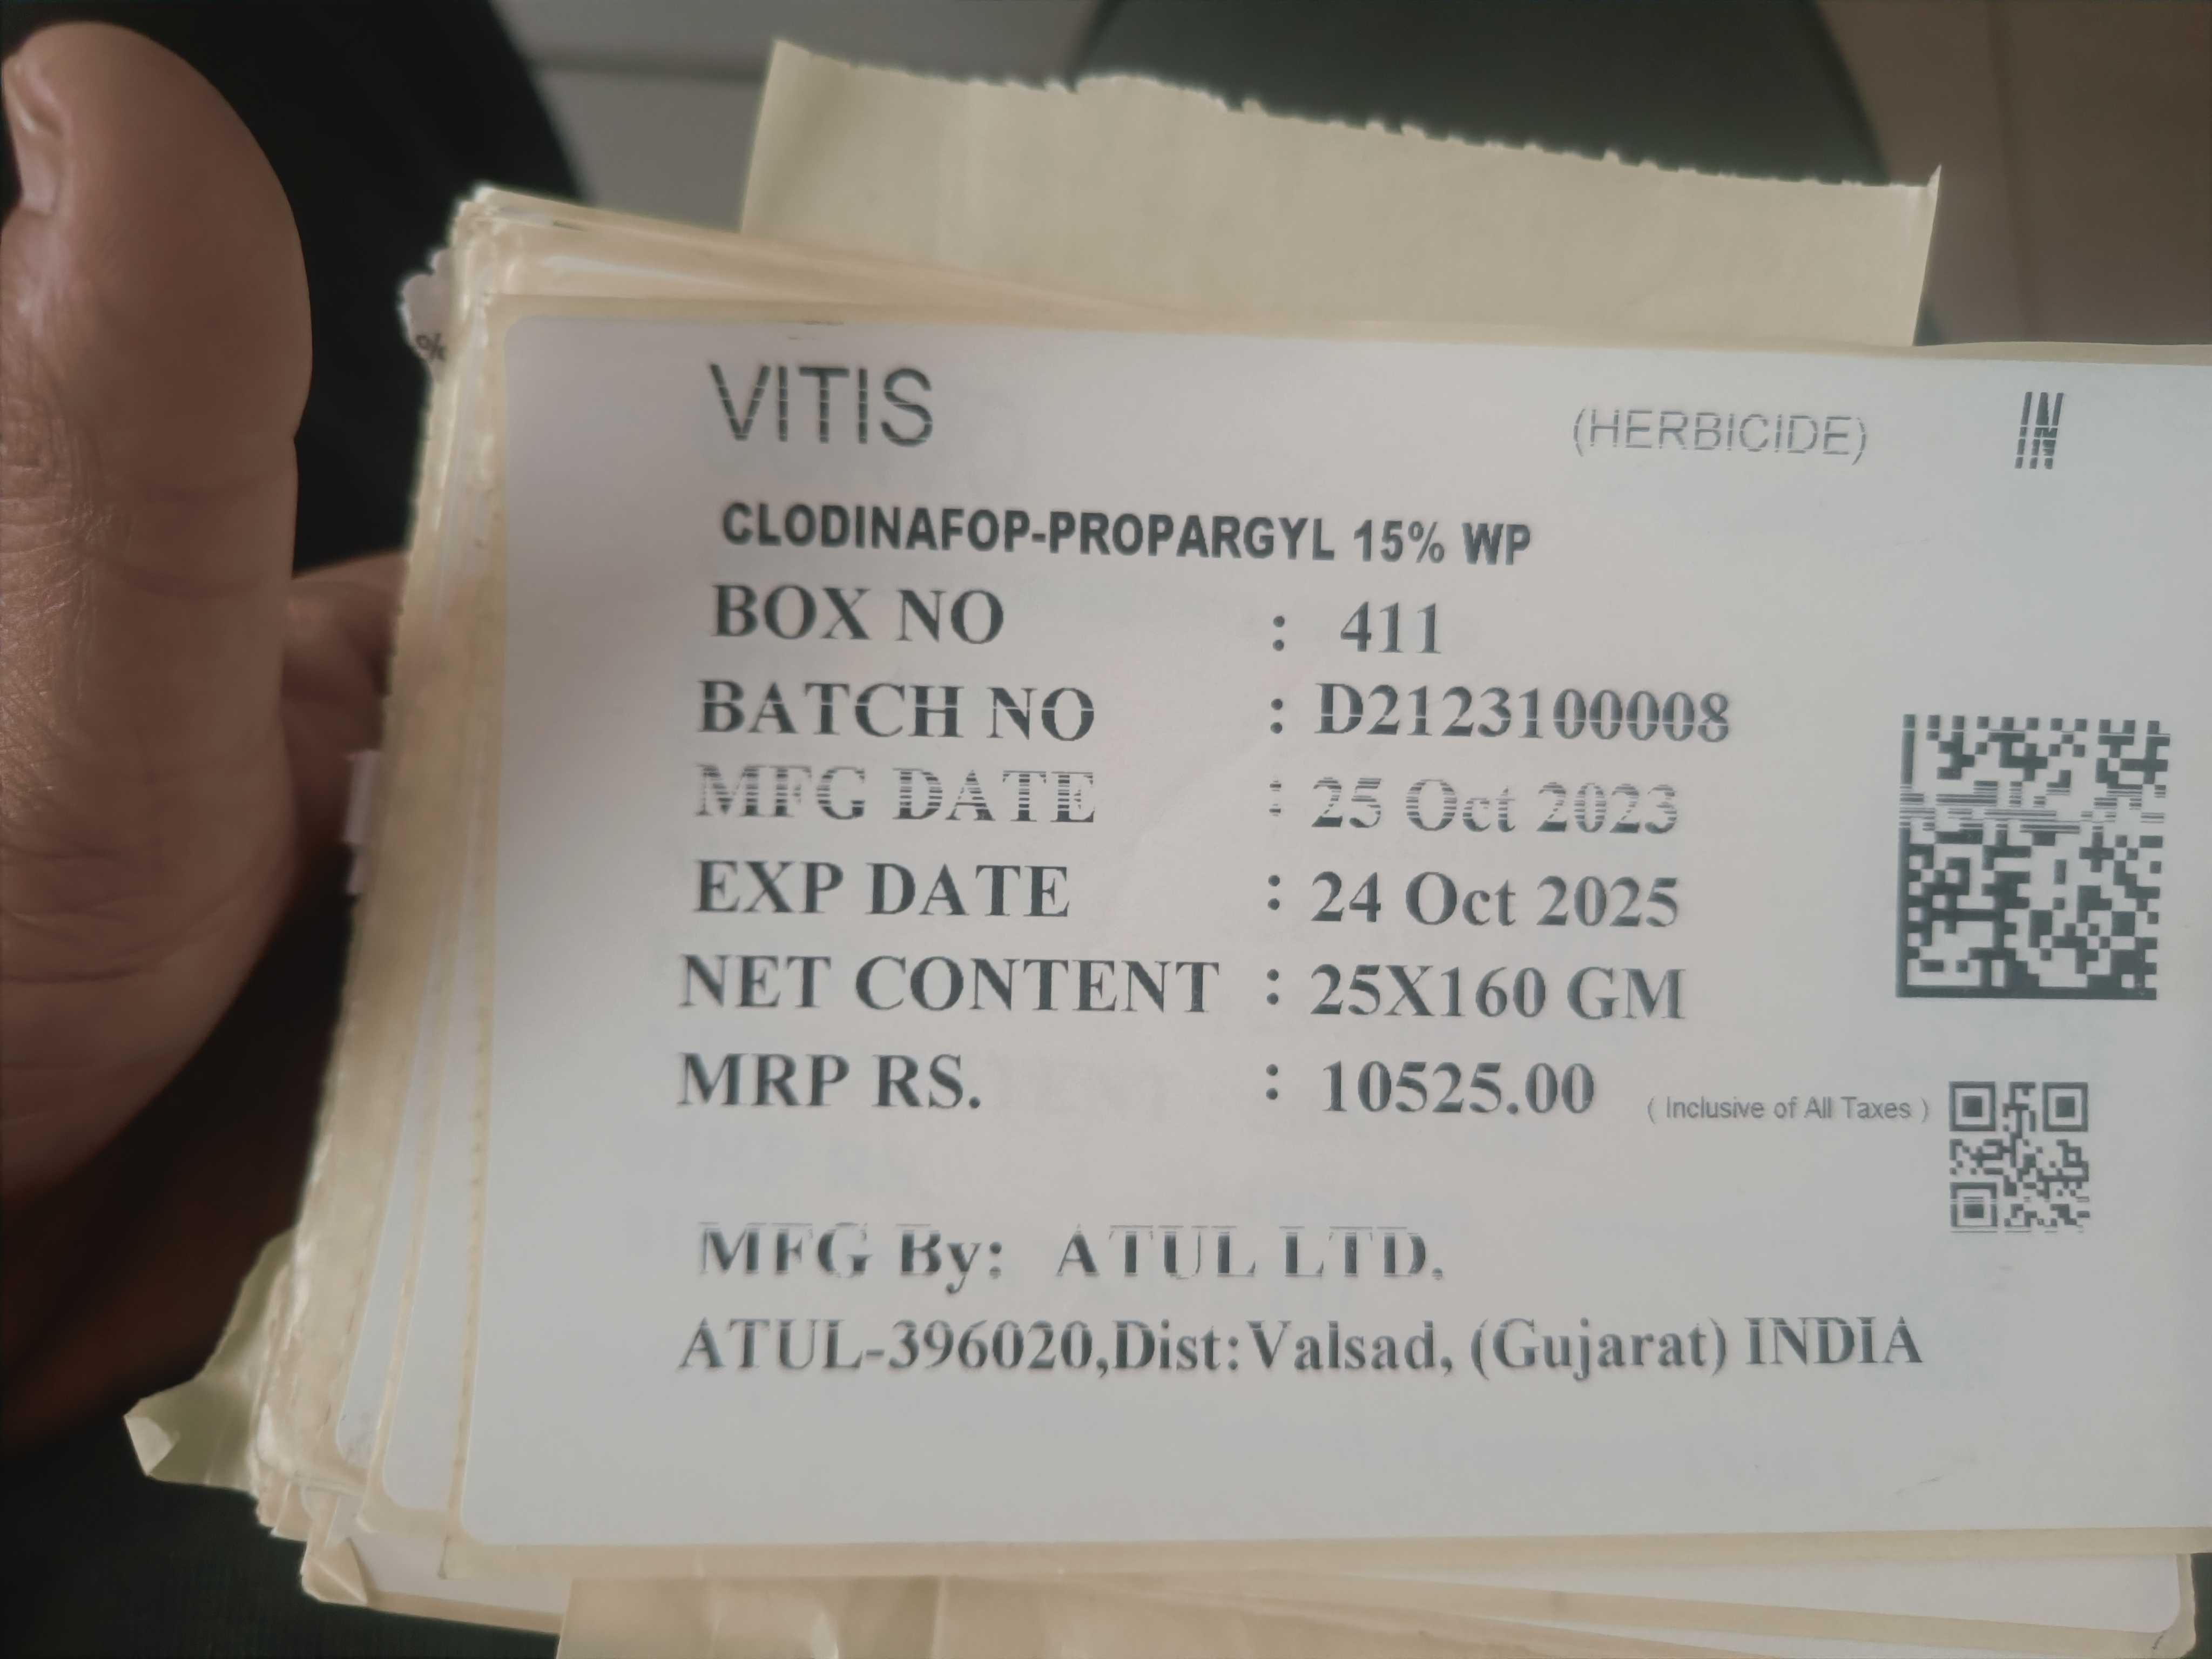 VITIS (HERBICIDE) IN
CLODINAFOP-PROPARGYL 15% WP
BOX NO : 411
BATCH NO : D2123100008
MFG DATE : 25 Oct 2023
EXP DATE : 24 Oct 2025
NET CONTENT : 25X160 GM
MRP RS. : 10525.00 ( Inclusive of All Taxes )
MFG By: ATUL LTD.
ATUL-396020,Dist:Valsad, (Gujarat) INDIA
%